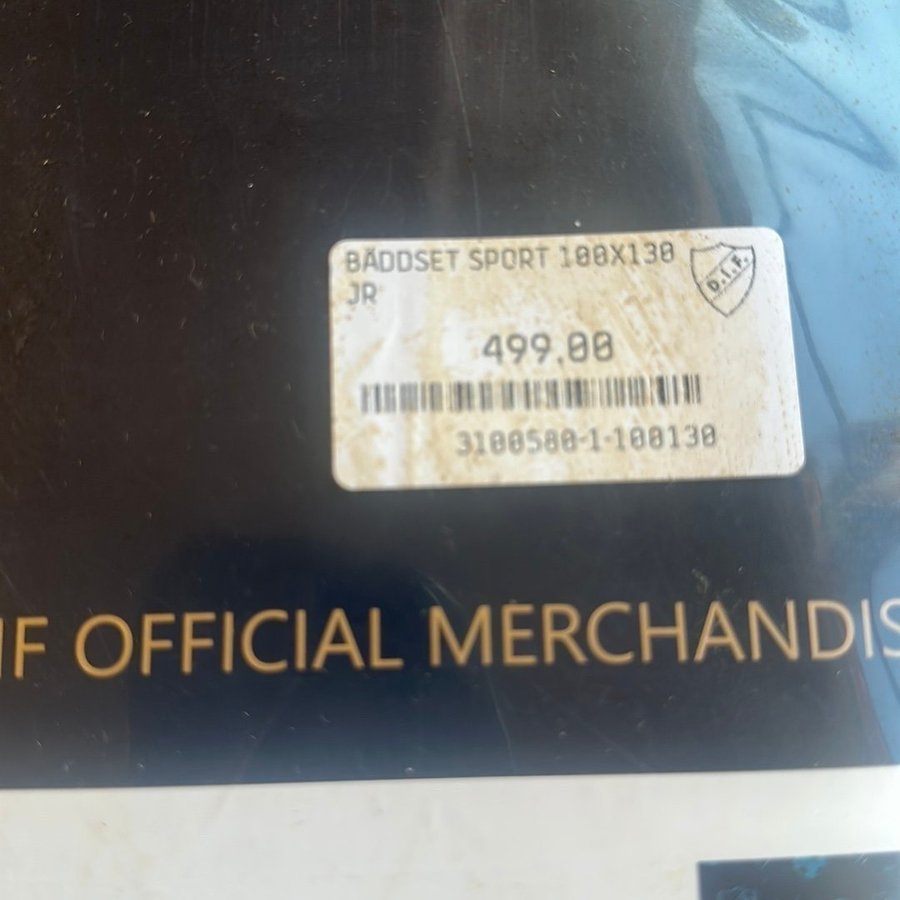 BÄDDSET SPORT 100X130
JR
D.I.F.
499.00
3100580-1-100130
IF OFFICIAL MERCHANDIS